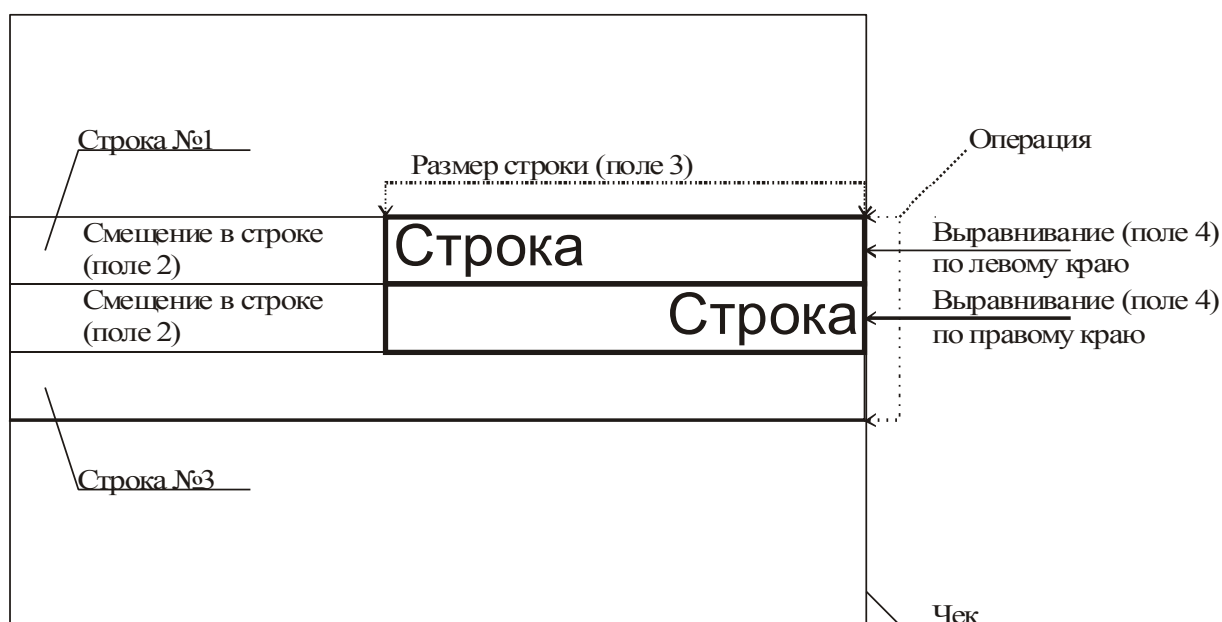 Строка №1
Операция
Размер строки (поле 3)
Смещение в строке
(поле 2)
Строка
Выравнивание (поле 4)
по левому краю
Смещение в строке
(поле 2)
Строка
Выравнивание (поле 4)
по правому краю
Строка №3
Чек